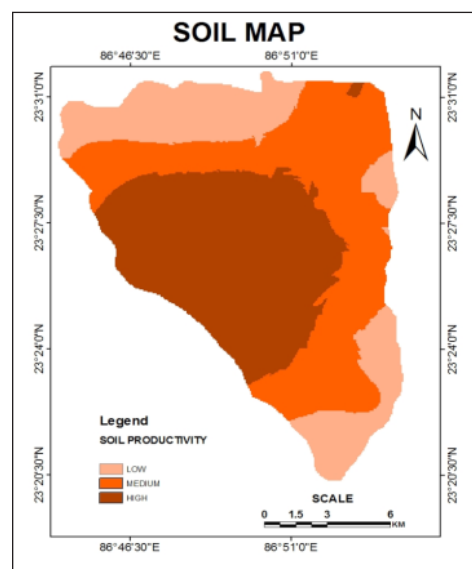 SOIL MAP
86°46'30"E 86°51'0"E
23°31'0"N 23°31'0"N
N
23°27'30"N 23°27'30"N
23°24'0"N 23°24'0"N
Legend
SOIL PRODUCTIVITY
LOW
MEDIUM
HIGH
23°20'30"N 23°20'30"N
SCALE
0 1.5 3 6
KM
86°46'30"E 86°51'0"E